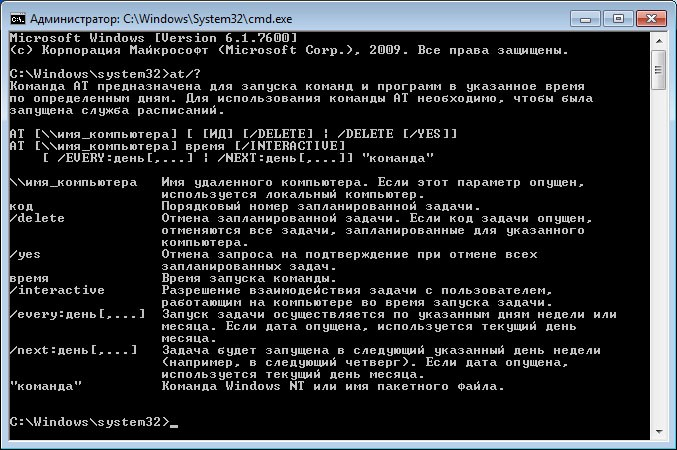 Администратор: C:\Windows\System32\cmd.exe
Microsoft Windows [Version 6.1.7600]
(c) Корпорация Майкрософт (Microsoft Corp.), 2009. Все права защищены.
C:\Windows\system32>at/?
Команда AT предназначена для запуска команд и программ в указанное время
по определенным дням. Для использования команды AT необходимо, чтобы была
запущена служба расписаний.
AT [\\имя_компьютера] [ [ИД] [/DELETE] ¦ /DELETE [/YES]]
AT [\\имя_компьютера] время [/INTERACTIVE]
[ /EVERY:день[,...] ¦ /NEXT:день[,...]] "команда"
\\имя_компьютера Имя удаленного компьютера. Если этот параметр опущен,
используется локальный компьютер.
код Порядковый номер запланированной задачи.
/delete Отмена запланированной задачи. Если код задачи опущен,
отменяются все задачи, запланированные для указанного
компьютера.
/yes Отмена запроса на подтверждение при отмене всех
запланированных задач.
время Время запуска команды.
/interactive Разрешение взаимодействия задачи с пользователем,
работающим на компьютере во время запуска задачи.
/every:день[,...] Запуск задачи осуществляется по указанным дням недели или
месяца. Если дата опущена, используется текущий день
месяца.
/next:день[,...] Задача будет запущена в следующий указанный день недели
(например, в следующий четверг). Если дата опущена,
используется текущий день месяца.
"команда" Команда Windows NT или имя пакетного файла.
C:\Windows\system32>_